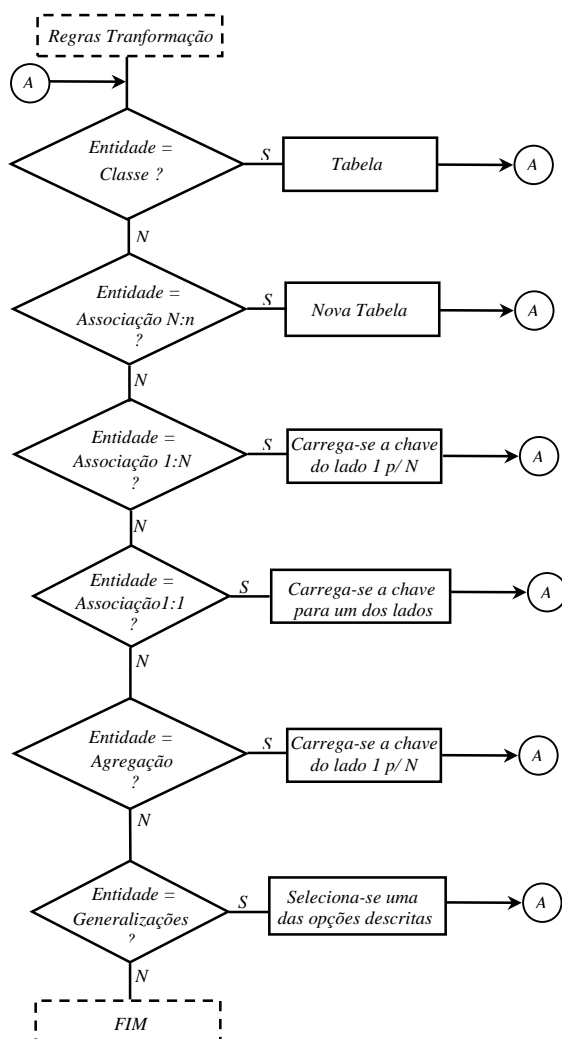 Regras Tranformação
A
Entidade =
Classe ?
S
Tabela
A
N
Entidade =
Associação N:n
?
S
Nova Tabela
A
N
Entidade =
Associação 1:N
?
S
Carrega-se a chave
do lado 1 p/ N
A
N
Entidade =
Associação1:1
?
S
Carrega-se a chave
para um dos lados
A
N
Entidade =
Agregação
?
S
Carrega-se a chave
do lado 1 p/ N
A
N
Entidade =
Generalizações
?
S
Seleciona-se uma
das opções descritas
A
N
FIM